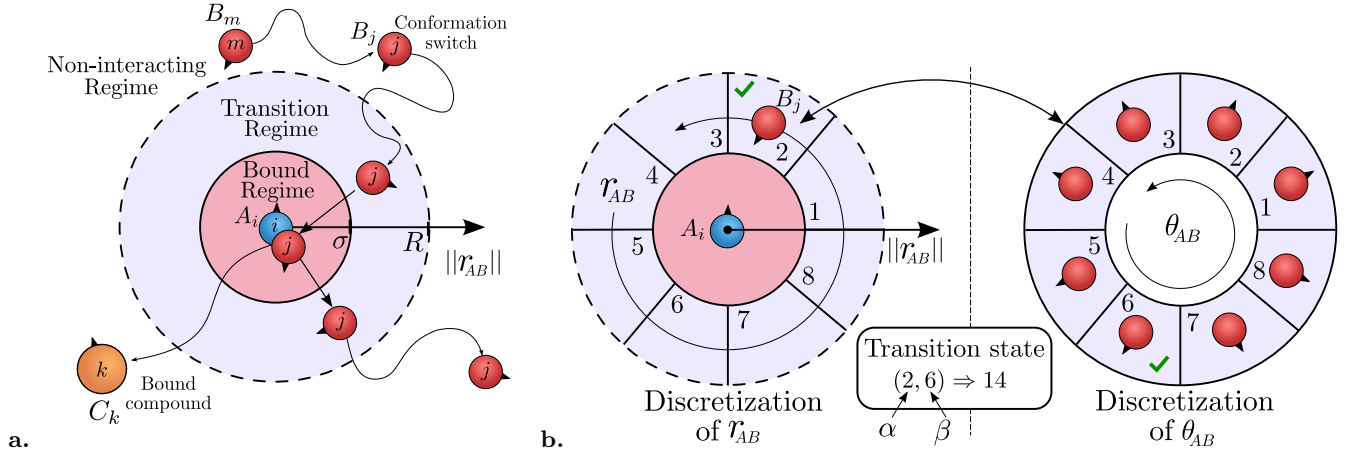 B_m
m
B_j
j
Conformation
switch
Non-interacting
Regime
Transition
Regime
Bound
Regime
j
A_i
i
j
σ
R
||r_AB||
j
k
C_k
Bound
compound
j
a.
B_j
3
2
4
r_AB
1
A_i
5
||r_AB||
8
6
7
Discretization
of r_AB
Transition state
(2, 6) ⇒ 14
α
β
3
2
4
1
θ_AB
5
8
6
7
Discretization
of θ_AB
b.